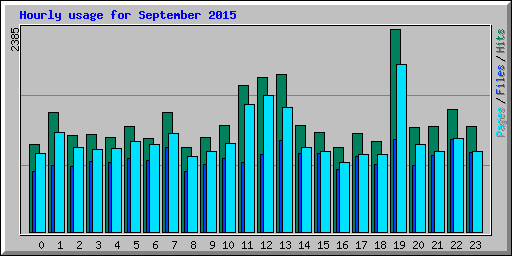 Hourly usage for September 2015
2385
Pages/Files/Hits
0 1 2 3 4 5 6 7 8 9 10 11 12 13 14 15 16 17 18 19 20 21 22 23